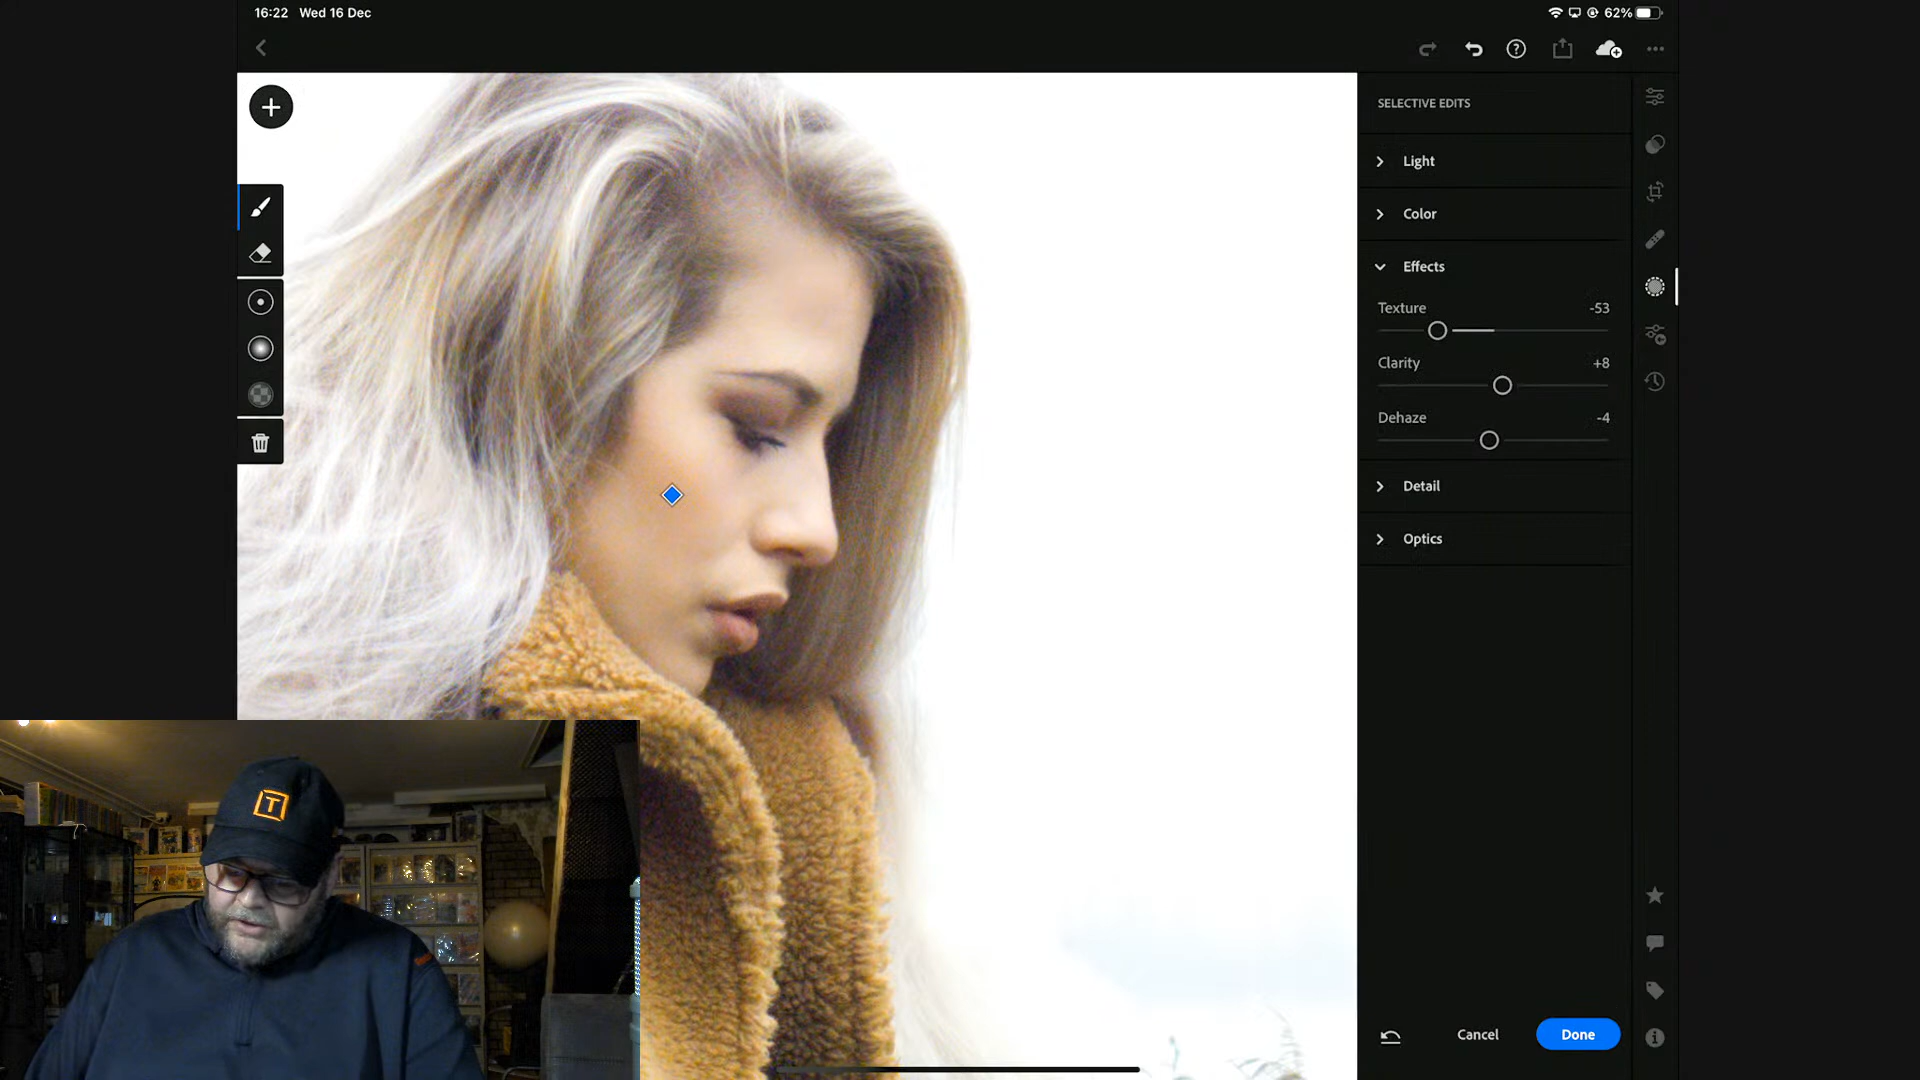 16:22 Wed 16 Dec
62%
SELECTIVE EDITS
Light
Color
Effects
Texture -53
Clarity +8
Dehaze -4
Detail
Optics
T
Cancel
Done